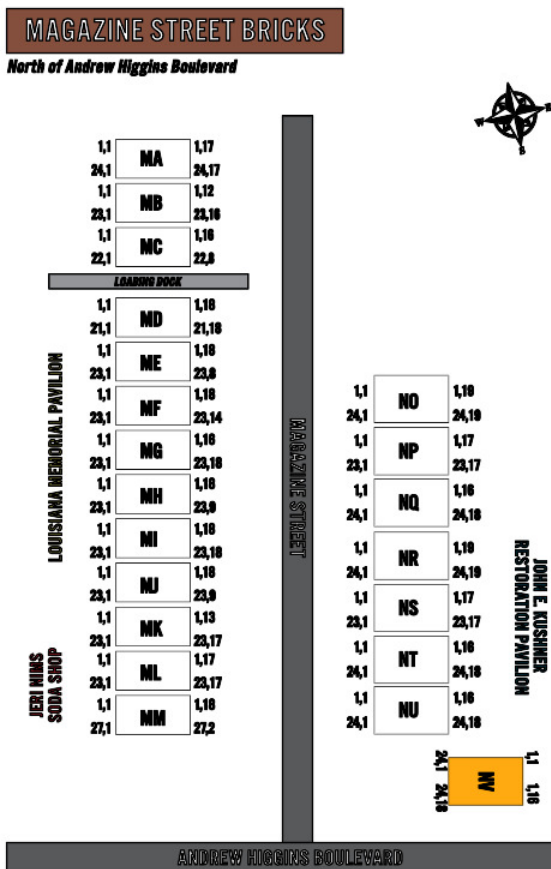 MAGAZINE STREET BRICKS
North of Andrew Higgins Boulevard
N
E
S
W
1,1 MA 1,17
24,1 24,17
1,1 MB 1,12
23,1 23,16
1,1 MC 1,16
22,1 22,8
LOADING DOCK
1,1 MD 1,18
21,1 21,18
1,1 ME 1,18
23,1 23,8
1,1 MF 1,18
23,1 23,14
1,1 MG 1,16
23,1 23,18
1,1 MH 1,18
23,1 23,9
1,1 MI 1,18
23,1 23,18
1,1 MJ 1,18
23,1 23,9
1,1 MK 1,13
23,1 23,17
1,1 ML 1,17
23,1 23,17
1,1 MM 1,18
27,1 27,2
LOUISIANA MEMORIAL PAVILION
JERI NIMS
SODA SHOP
MAGAZINE STREET
1,1 NO 1,19
24,1 24,19
1,1 NP 1,17
23,1 23,17
1,1 NQ 1,16
24,1 24,18
1,1 NR 1,19
24,1 24,19
1,1 NS 1,17
23,1 23,17
1,1 NT 1,16
24,1 24,18
1,1 NU 1,16
24,1 24,18
JOHN E. KUSHNER
RESTORATION PAVILION
1,1 NV 1,16
24,1 24,18
ANDREW HIGGINS BOULEVARD